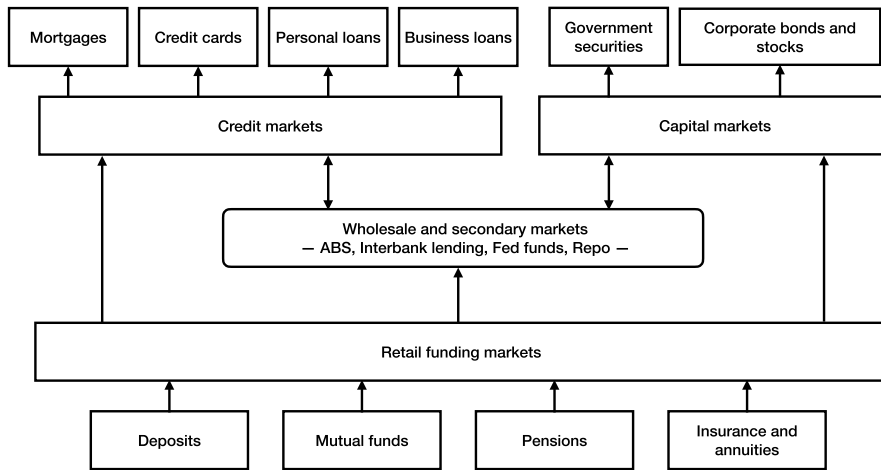 Mortgages
Credit cards
Personal loans
Business loans
Government
securities
Corporate bonds and
stocks
Credit markets
Capital markets
Wholesale and secondary markets
— ABS, Interbank lending, Fed funds, Repo —
Retail funding markets
Deposits
Mutual funds
Pensions
Insurance and
annuities